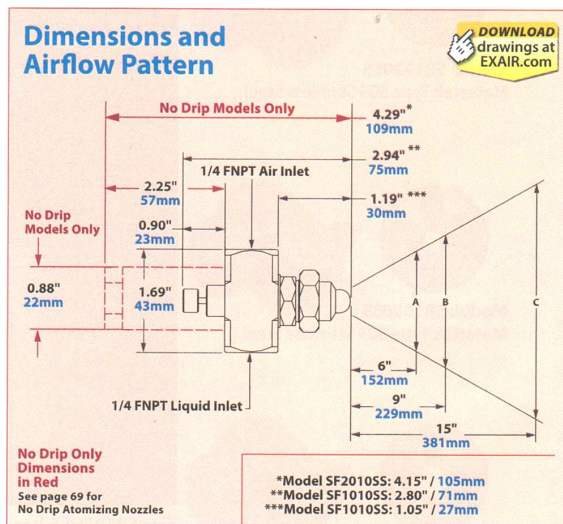 Dimensions and
Airflow Pattern
DOWNLOAD
drawings at
EXAIR.com
No Drip Models Only
4.29"*
109mm
2.94" **
75mm
1/4 FNPT Air Inlet
2.25"
57mm
1.19" ***
30mm
No Drip
Models Only
0.90"
23mm
0.88"
22mm
1.69"
43mm
A
B
C
6"
152mm
9"
229mm
1/4 FNPT Liquid Inlet
15"
381mm
No Drip Only
Dimensions
in Red
See page 69 for
No Drip Atomizing Nozzles
*Model SF2010SS: 4.15" / 105mm
**Model SF1010SS: 2.80" / 71mm
***Model SF1010SS: 1.05" / 27mm